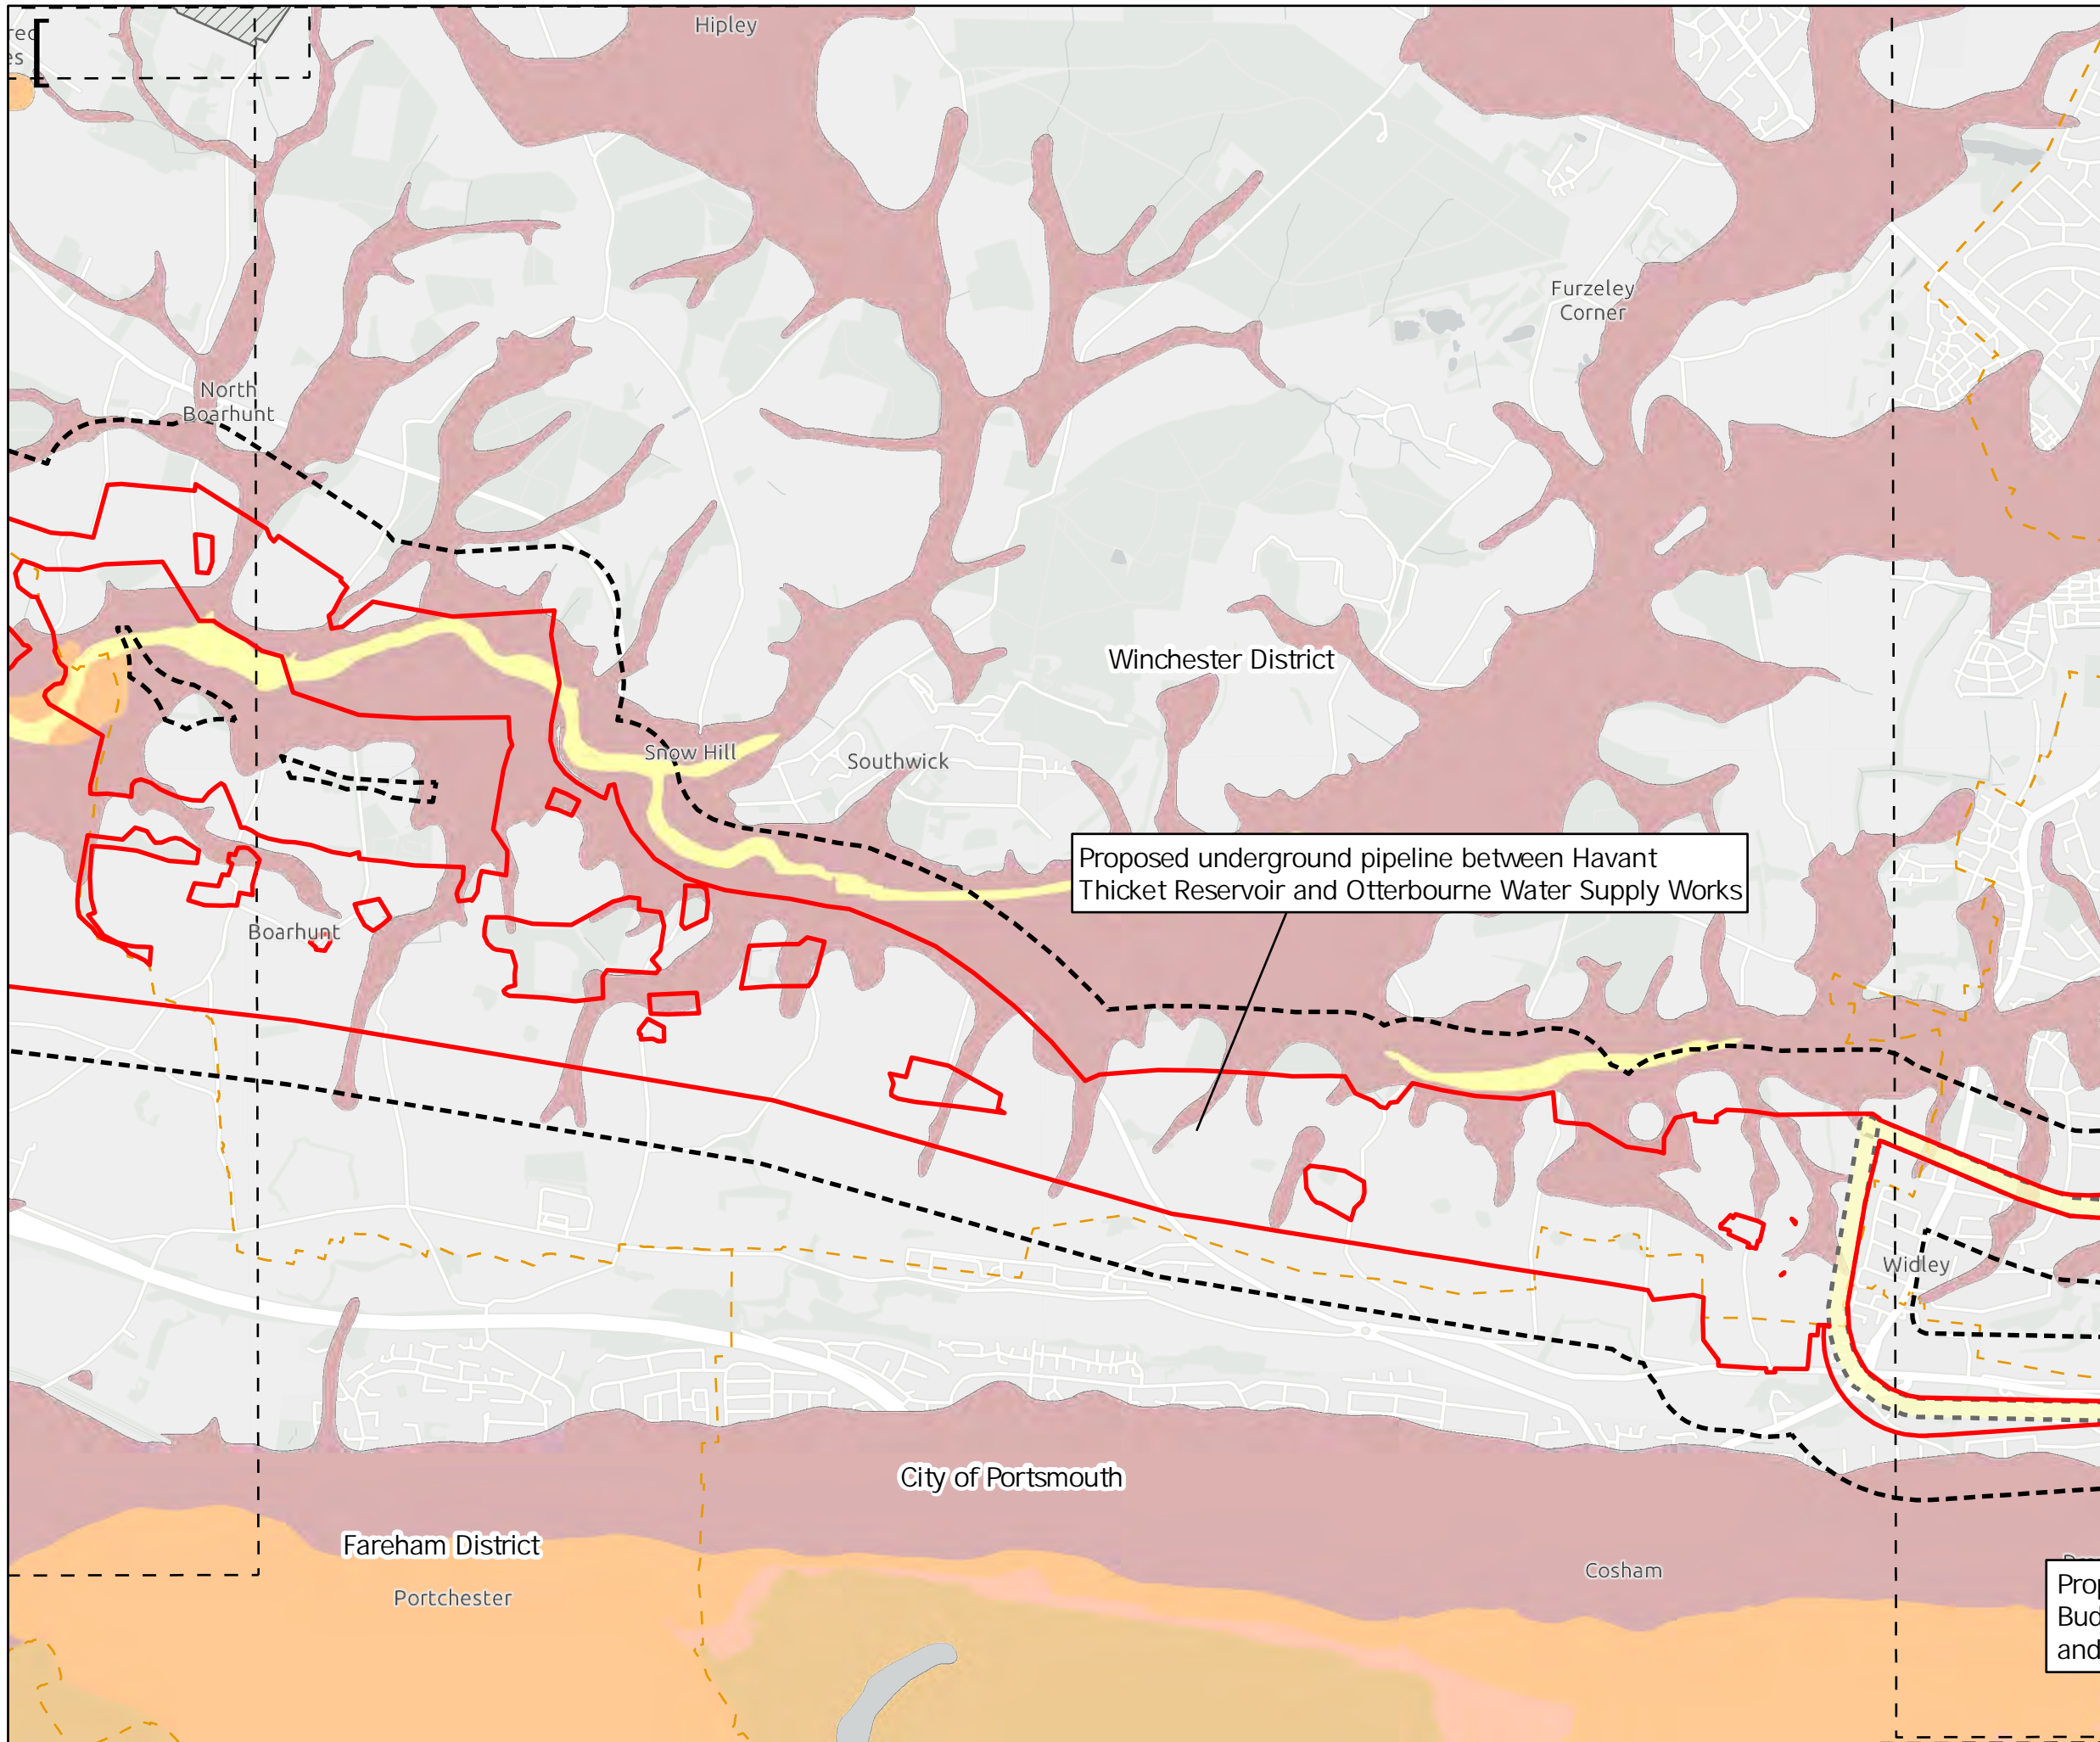 Hipley
Furzeley
Corner
North
Boarhunt
Winchester District
Snow Hill
Southwick
Proposed underground pipeline between Havant
Thicket Reservoir and Otterbourne Water Supply Works
Boarhunt
Widley
City of Portsmouth
Fareham District
Cosham
Portchester
and